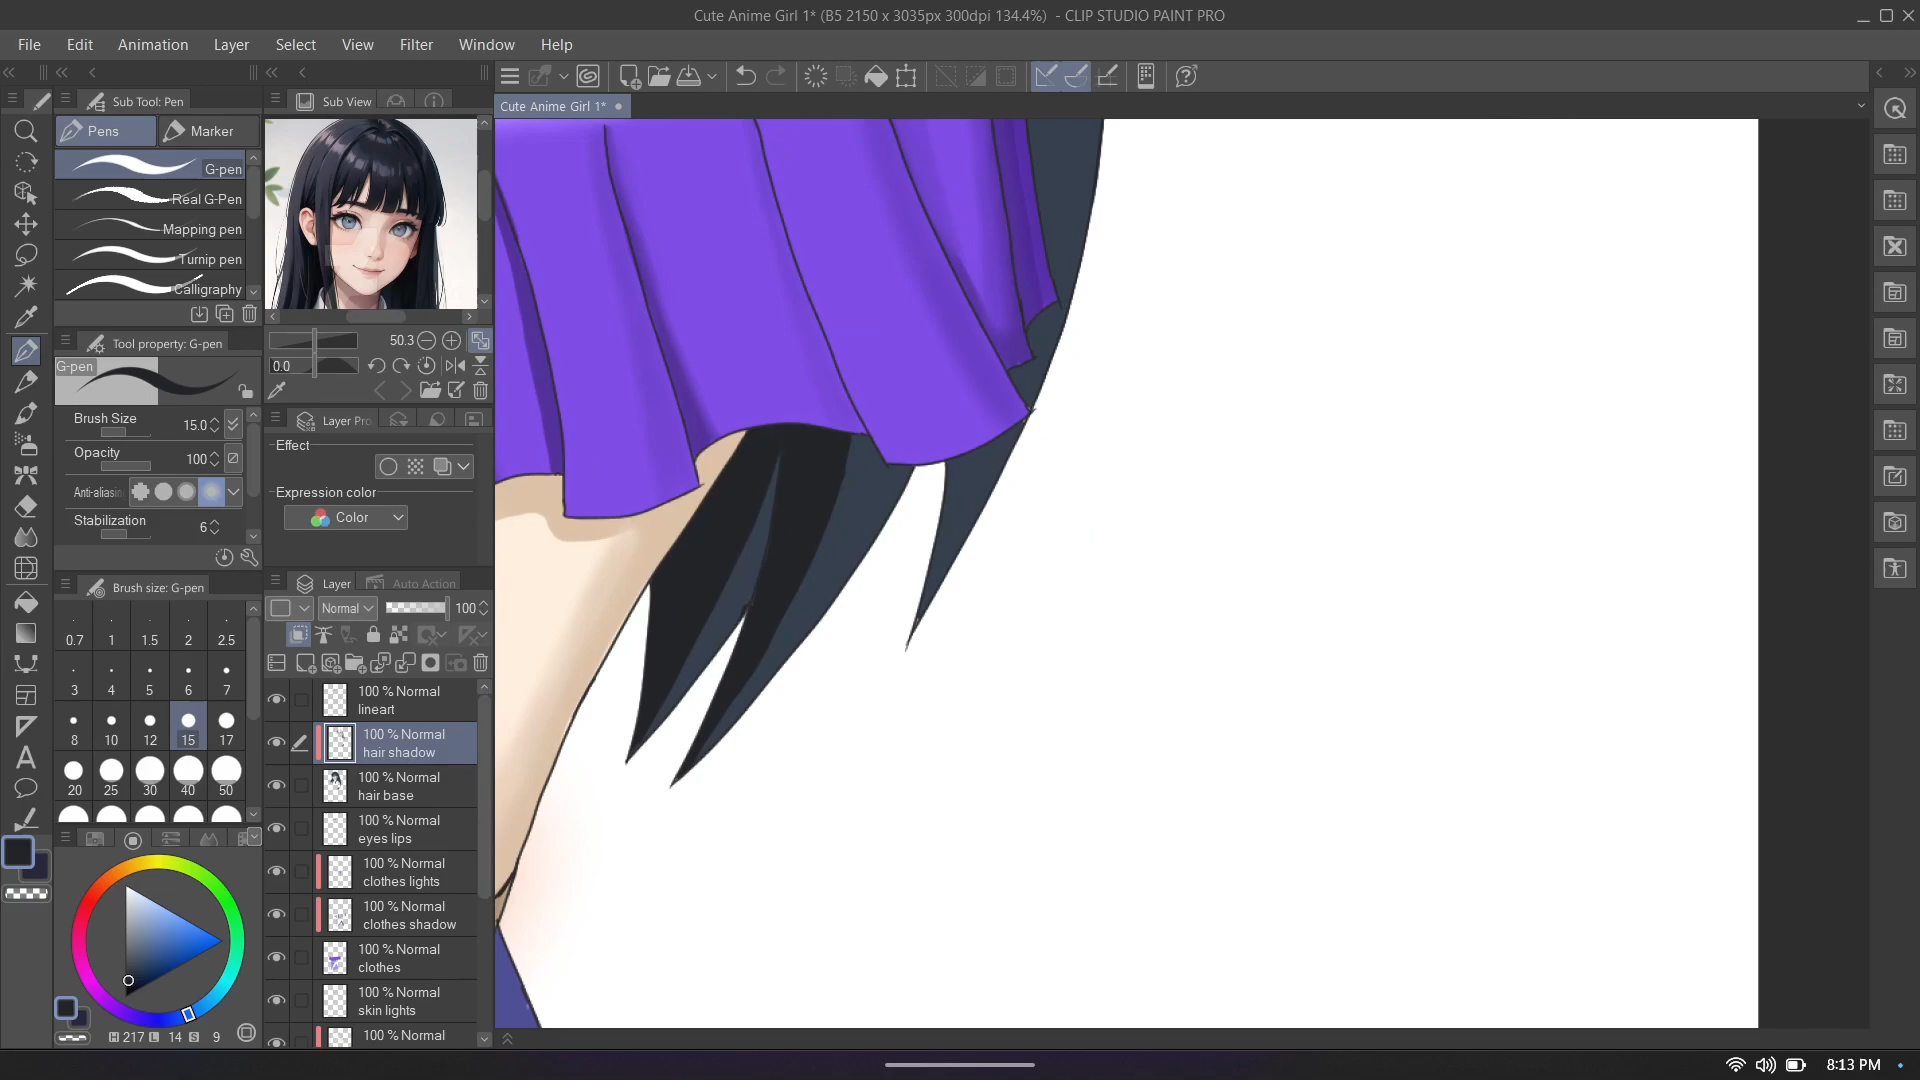 Cute Anime Girl 1* (B5 2150 x 3035px 300dpi 134.4%) - CLIP STUDIO PAINT PRO
File Edit Animation Layer Select View Filter Window Help
Cute Anime Girl 1*
Sub Tool: Pen
Pens
Marker
G-pen
Real G-Pen
Mapping pen
Turnip pen
Calligraphy
Tool property: G-pen
G-pen
Brush Size 15.0
Opacity 100
Anti-aliasin
Stabilization 6
Brush size: G-pen
0.7 1 1.5 2 2.5
3 4 5 6 7
8 10 12 15 17
20 25 30 40 50
H 217 L 14 S 9
Sub View
50.3
0.0
Layer Pro
Effect
Expression color
Color
Layer
Auto Action
Normal
100
100 % Normal
lineart
100 % Normal
hair shadow
100 % Normal
hair base
100 % Normal
eyes lips
100 % Normal
clothes lights
100 % Normal
clothes shadow
100 % Normal
clothes
100 % Normal
skin lights
100 % Normal
8:13 PM